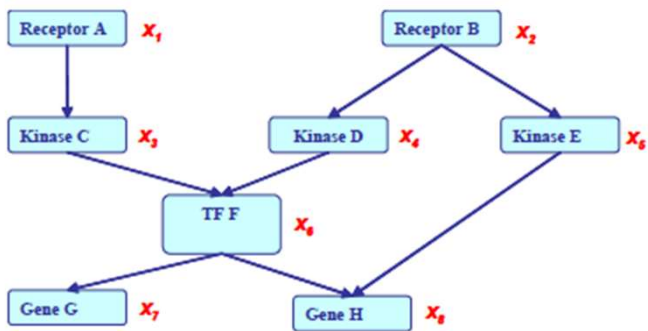 Receptor A X₁
Receptor B X₂
Kinase C X₃
Kinase D X₄
Kinase E X₅
TF F X₆
Gene G X₇
Gene H X₈